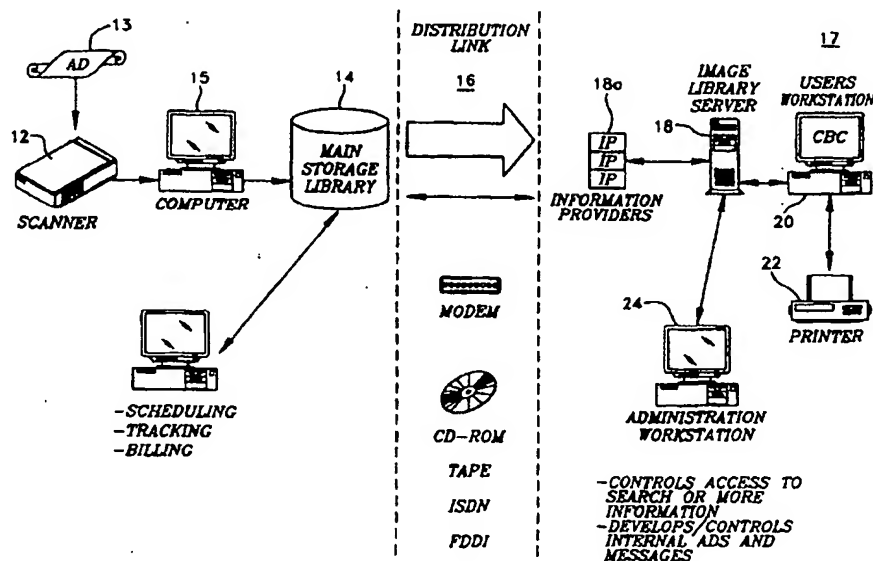 13
AD
12
SCANNER
15
COMPUTER
14
MAIN
STORAGE
LIBRARY
-SCHEDULING
-TRACKING
-BILLING
DISTRIBUTION
LINK
16
MODEM
CD-ROM
TAPE
ISDN
FDDI
17
18a
IP
IP
IP
INFORMATION
PROVIDERS
IMAGE
LIBRARY
SERVER
18
USERS
WORKSTATION
CBC
20
22
PRINTER
24
ADMINISTRATION
WORKSTATION
-CONTROLS ACCESS TO
SEARCH OR MORE
INFORMATION
-DEVELOPS/CONTROLS
INTERNAL ADS AND
MESSAGES